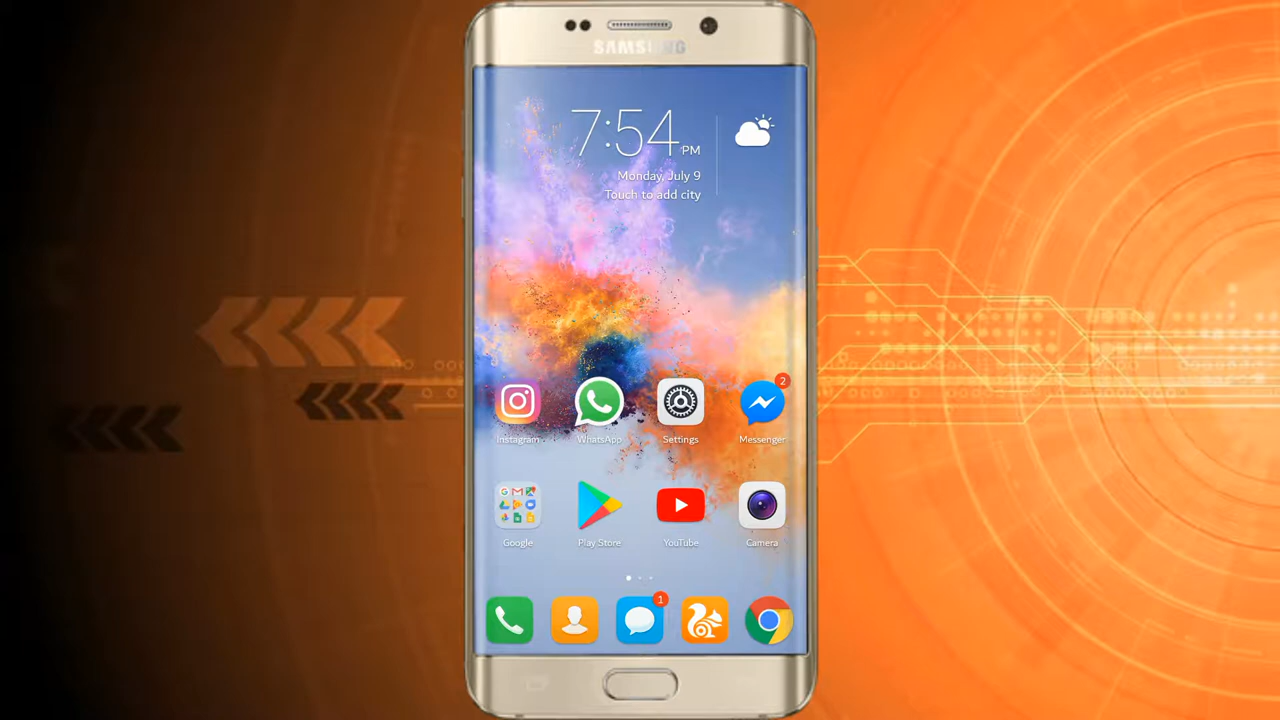 SAMSUNG
7:54 PM
Monday, July 9
Touch to add city
2
Instagram
WhatsApp
Settings
Messenger
Google
Play Store
YouTube
Camera
1